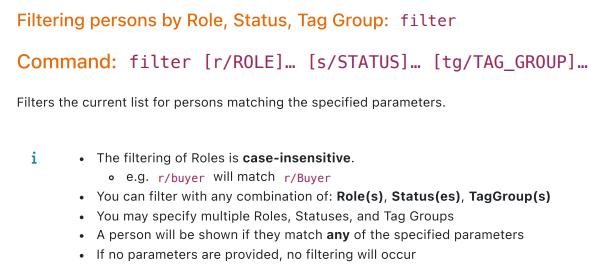 Filtering persons by Role, Status, Tag Group: filter
Command: filter [r/ROLE]… [s/STATUS]… [tg/TAG_GROUP]…
Filters the current list for persons matching the specified parameters.
i
• The filtering of Roles is case-insensitive.
◦ e.g. r/buyer will match r/Buyer
• You can filter with any combination of: Role(s), Status(es), TagGroup(s)
• You may specify multiple Roles, Statuses, and Tag Groups
• A person will be shown if they match any of the specified parameters
• If no parameters are provided, no filtering will occur